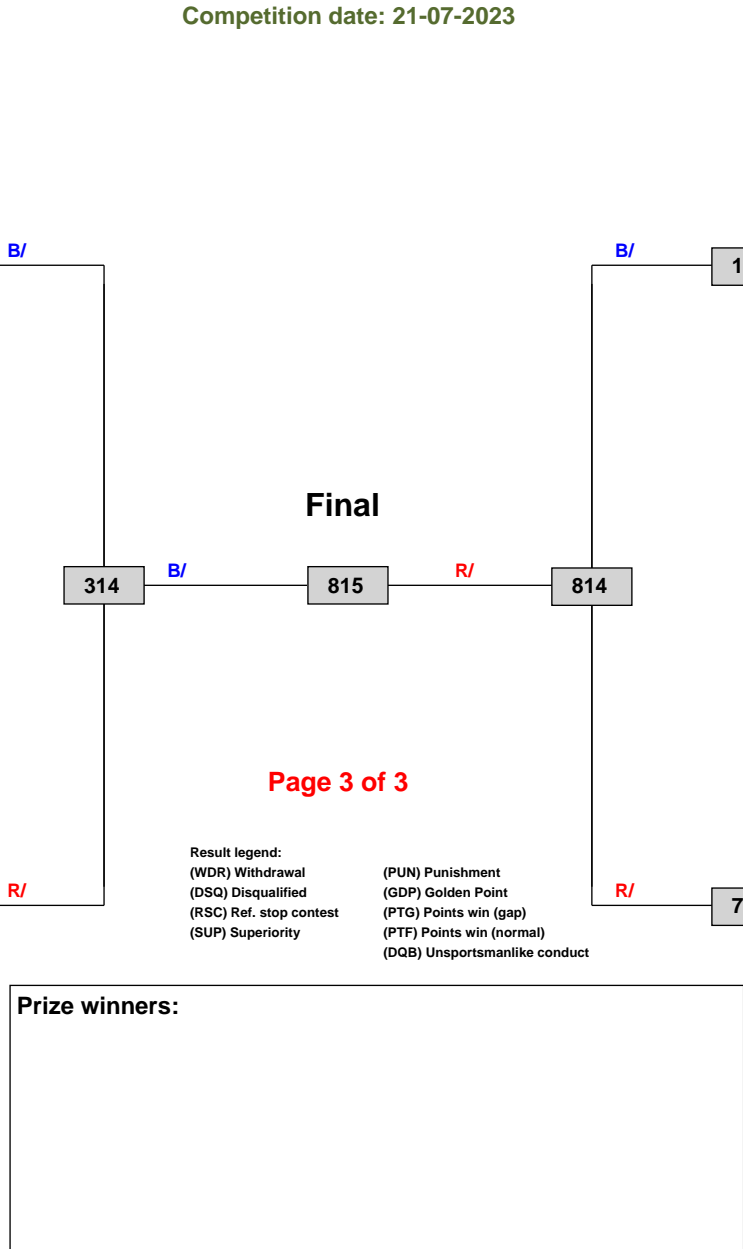 Competition date: 21-07-2023
B/ B/
1
Final
314 B/ 815 R/ 814
Page 3 of 3
Result legend:
(WDR) Withdrawal (PUN) Punishment
(DSQ) Disqualified (GDP) Golden Point
(RSC) Ref. stop contest (PTG) Points win (gap)
(SUP) Superiority (PTF) Points win (normal)
(DQB) Unsportsmanlike conduct
R/ R/
7
Prize winners: